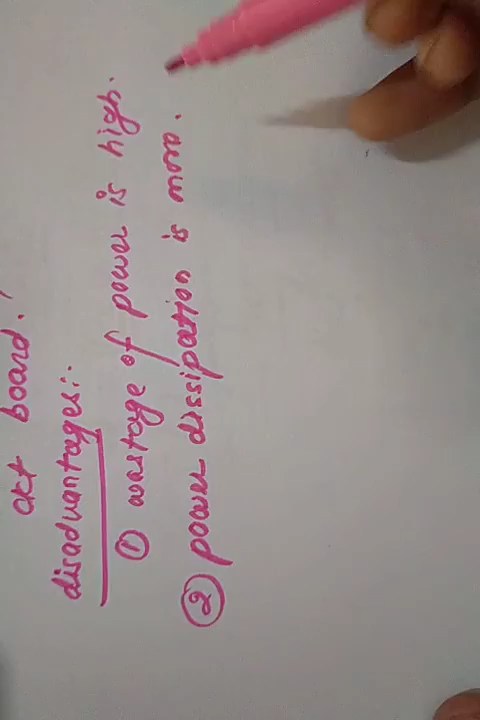 ckt board.
disadvantages:-
① wastage of power is high.
② power dissipation is more.